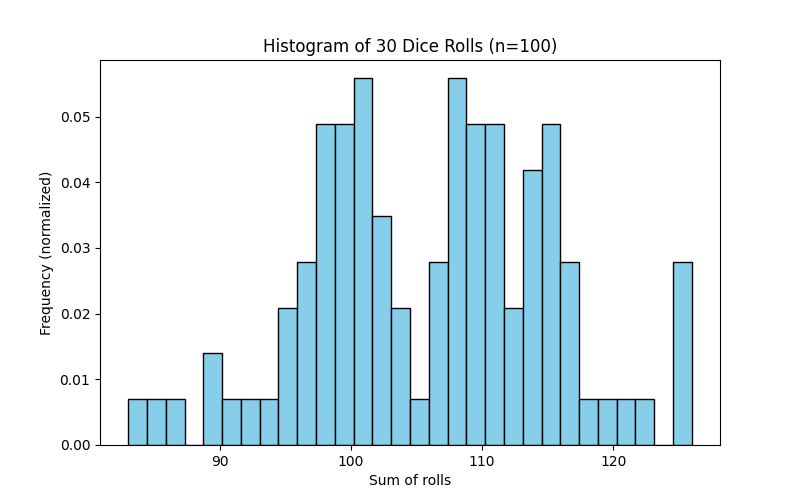 Histogram of 30 Dice Rolls (n=100)
Frequency (normalized)
0.05
0.04
0.03
0.02
0.01
0.00
90 100 110 120
Sum of rolls